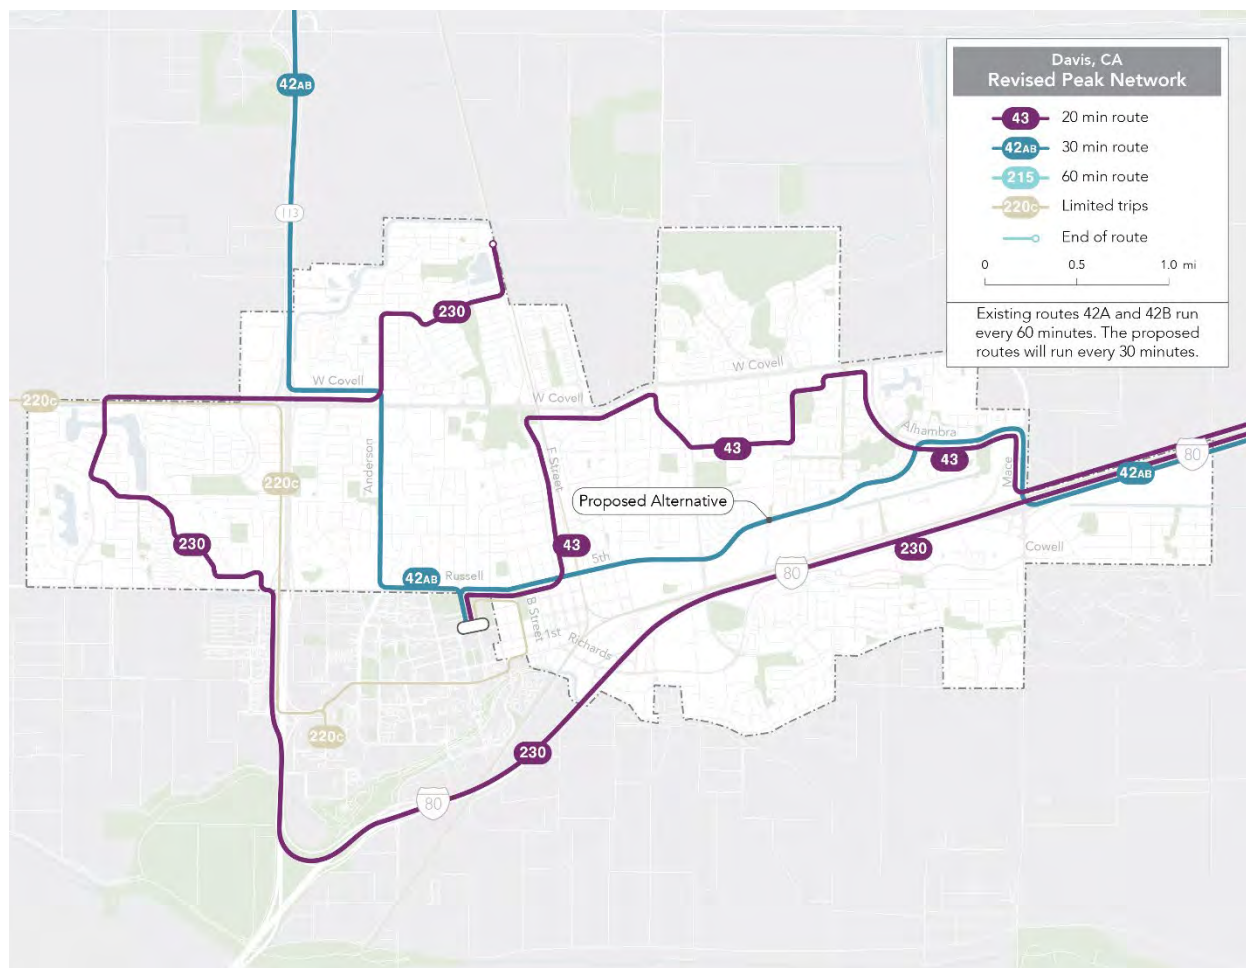 Davis, CA
Revised Peak Network
43 20 min route
42AB 30 min route
215 60 min route
220C Limited trips
End of route
0 0.5 1.0 mi
Existing routes 42A and 42B run
every 60 minutes. The proposed
routes will run every 30 minutes.
42AB
113
230
W Covell
W Covell
W Covell
220C
Anderson
F Street
43
Alhambra
43
Mace
80
42AB
220C
Proposed Alternative
230
43
5th
230
Cowell
42AB
Russell
80
B Street
1st
Richards
220C
230
80